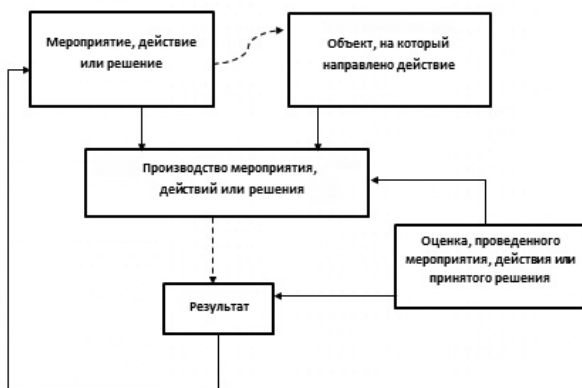 Мероприятие, действие
или решение
Объект, на который
направлено действие
Производство мероприятия,
действий или решения
Оценка, проведенного
мероприятия, действия или
принятого решения
Результат